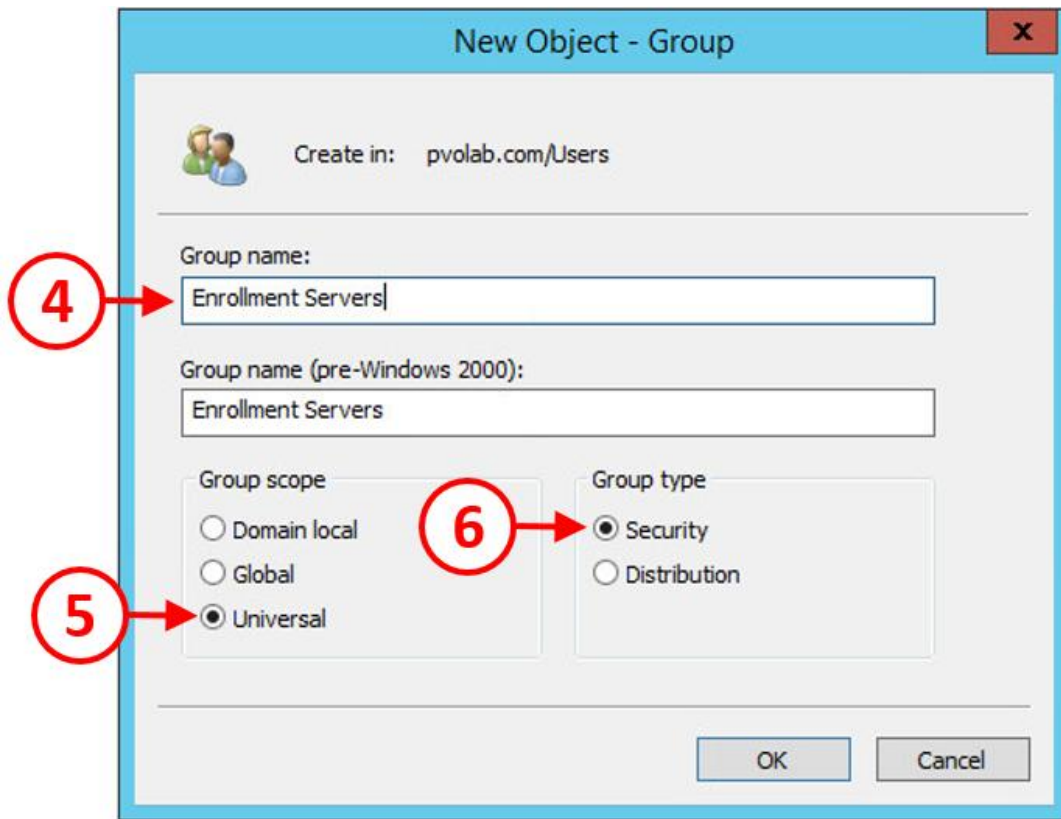 New Object - Group
x
Create in: pvolab.com/Users
Group name:
4
Enrollment Servers
Group name (pre-Windows 2000):
Enrollment Servers
Group scope
Domain local
Global
5
Universal
Group type
6
Security
Distribution
OK
Cancel